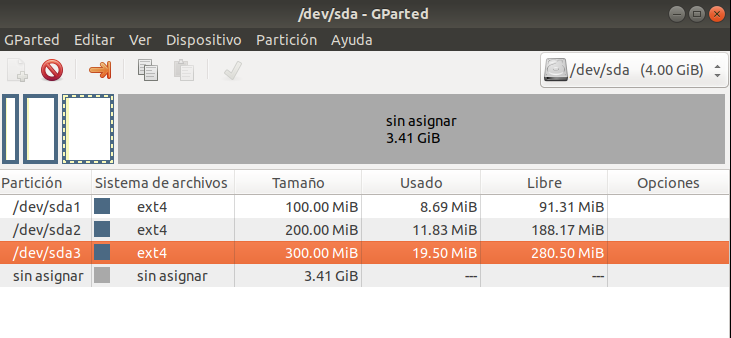 /dev/sda - GParted
GParted Editar Ver Dispositivo Partición Ayuda
/dev/sda (4.00 GiB)
sin asignar
3.41 GiB
Partición Sistema de archivos Tamaño Usado Libre Opciones
/dev/sda1 ext4 100.00 MiB 8.69 MiB 91.31 MiB
/dev/sda2 ext4 200.00 MiB 11.83 MiB 188.17 MiB
/dev/sda3 ext4 300.00 MiB 19.50 MiB 280.50 MiB
sin asignar sin asignar 3.41 GiB --- ---